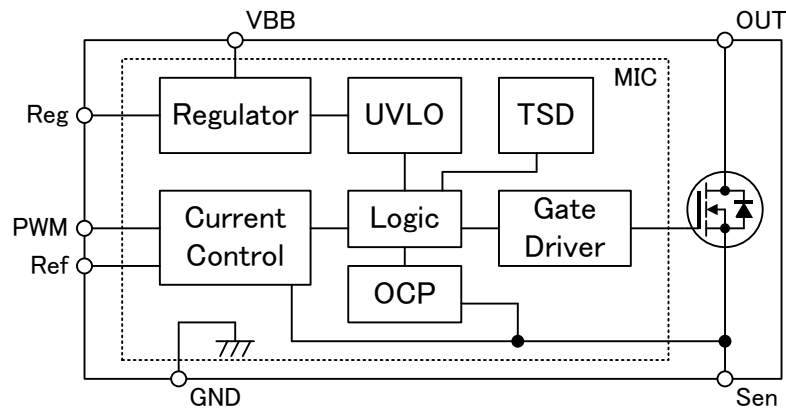 VBB
OUT
MIC
Reg
Regulator
UVLO
TSD
PWM
Ref
Current
Control
Logic
Gate
Driver
OCP
GND
Sen